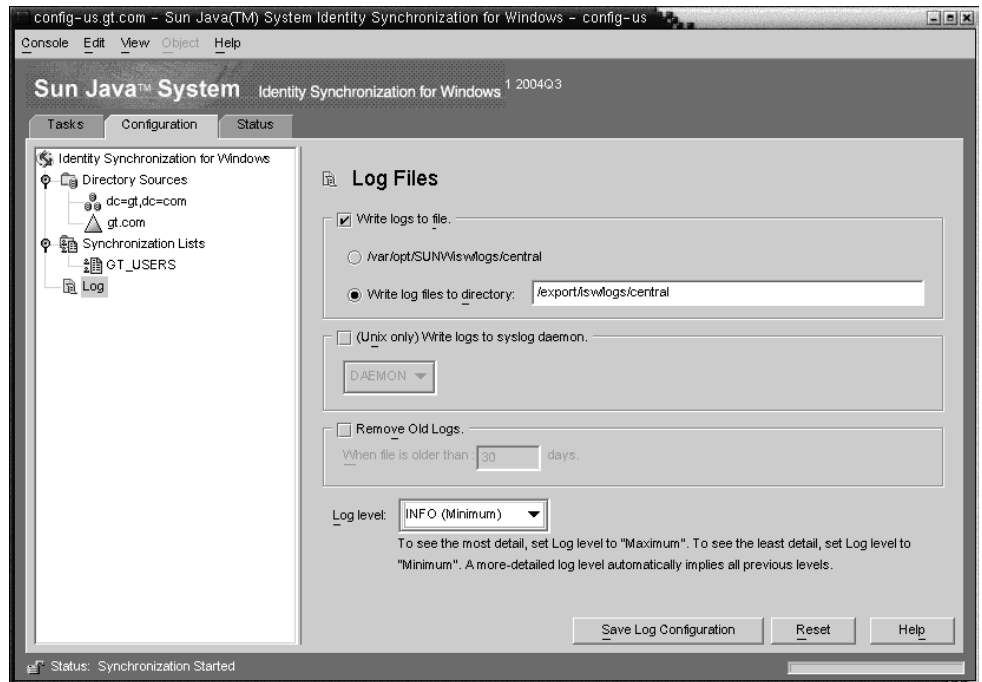 config-us.gt.com - Sun Java(TM) System Identity Synchronization for Windows - config-us
Console Edit View Object Help
Sun Java™ System Identity Synchronization for Windows 1 2004Q3
Tasks Configuration Status
Identity Synchronization for Windows
Directory Sources
dc=gt,dc=com
gt.com
Synchronization Lists
GT_USERS
Log
Log Files
Write logs to file.
/var/opt/SUNWisw/logs/central
Write log files to directory: /export/isw/logs/central
(Unix only) Write logs to syslog daemon.
DAEMON
Remove Old Logs.
When file is older than : 30 days.
Log level: INFO (Minimum)
To see the most detail, set Log level to "Maximum". To see the least detail, set Log level to
"Minimum". A more-detailed log level automatically implies all previous levels.
Save Log Configuration Reset Help
Status: Synchronization Started